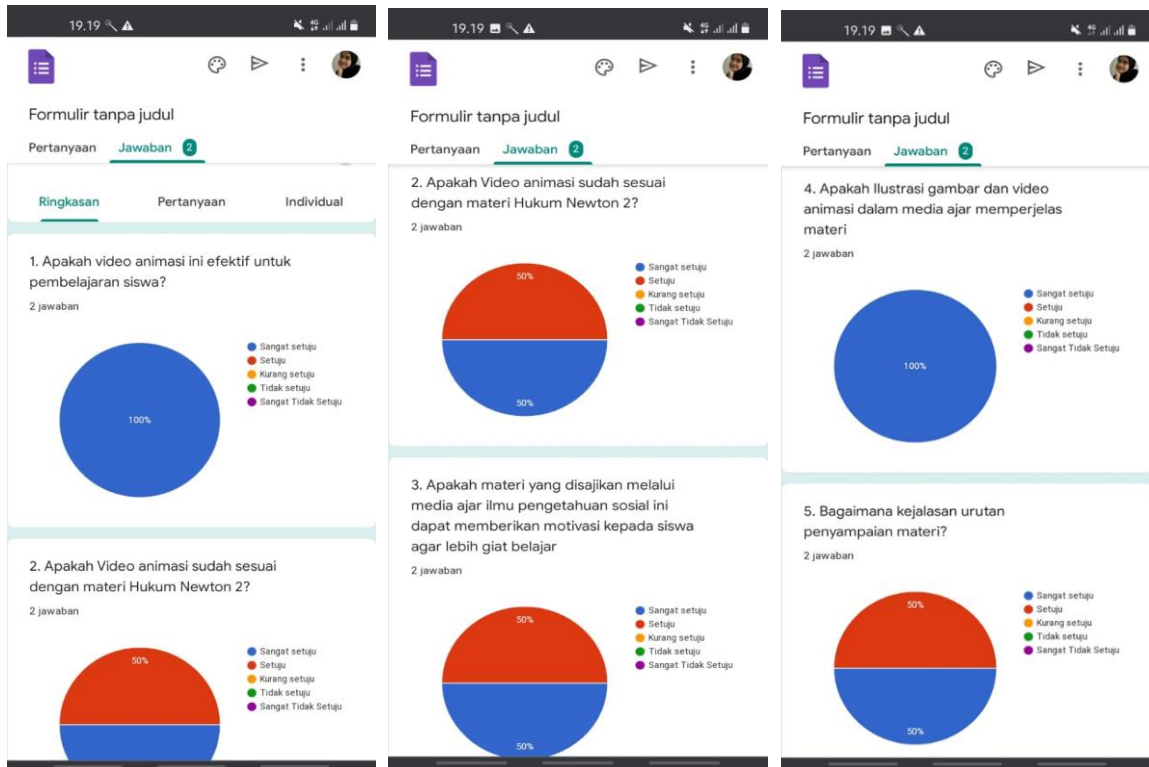 19.19
Formulir tanpa judul
Pertanyaan Jawaban 2
Ringkasan Pertanyaan Individual
1. Apakah video animasi ini efektif untuk
pembelajaran siswa?
2 jawaban
100%
Sangat setuju
Setuju
Kurang setuju
Tidak setuju
Sangat Tidak Setuju
2. Apakah Video animasi sudah sesuai
dengan materi Hukum Newton 2?
2 jawaban
50%
Sangat setuju
Setuju
Kurang setuju
Tidak setuju
Sangat Tidak Setuju
19.19
Formulir tanpa judul
Pertanyaan Jawaban 2
2. Apakah Video animasi sudah sesuai
dengan materi Hukum Newton 2?
2 jawaban
50%
50%
Sangat setuju
Setuju
Kurang setuju
Tidak setuju
Sangat Tidak Setuju
3. Apakah materi yang disajikan melalui
media ajar ilmu pengetahuan sosial ini
dapat memberikan motivasi kepada siswa
agar lebih giat belajar
2 jawaban
50%
50%
Sangat setuju
Setuju
Kurang setuju
Tidak setuju
Sangat Tidak Setuju
19.19
Formulir tanpa judul
Pertanyaan Jawaban 2
4. Apakah Ilustrasi gambar dan video
animasi dalam media ajar memperjelas
materi
2 jawaban
100%
Sangat setuju
Setuju
Kurang setuju
Tidak setuju
Sangat Tidak Setuju
5. Bagaimana kejalasan urutan
penyampaian materi?
2 jawaban
50%
50%
Sangat setuju
Setuju
Kurang setuju
Tidak setuju
Sangat Tidak Setuju